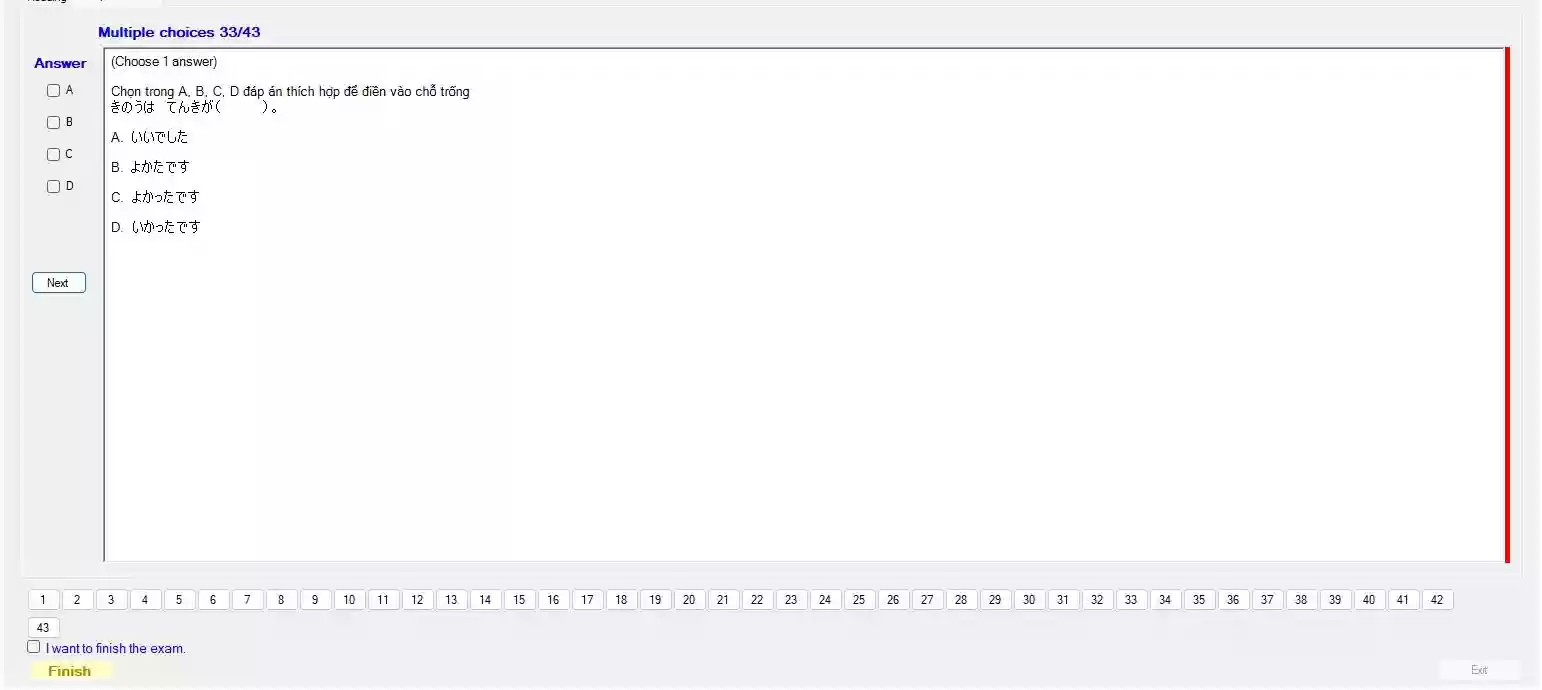 Multiple choices 33/43
Answer
(Choose 1 answer)
A
B
C
D
Chọn trong A, B, C, D đáp án thích hợp để điền vào chỗ trống
きのうは　てんきが(　　　)。
A. いいでした
B. よかたです
C. よかったです
D. いかったです
Next
1 2 3 4 5 6 7 8 9 10 11 12 13 14 15 16 17 18 19 20 21 22 23 24 25 26 27 28 29 30 31 32 33 34 35 36 37 38 39 40 41 42
43
I want to finish the exam.
Finish
Exit